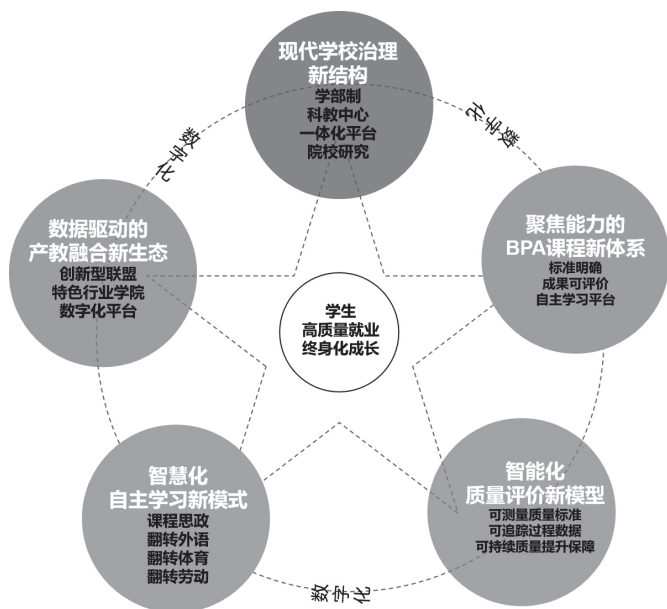 现代学校治理
新结构
学部制
科教中心
一体化平台
院校研究
数字化
数字化
数据驱动的
产教融合新生态
创新型联盟
特色行业学院
数字化平台
聚焦能力的
BPA课程新体系
标准明确
成果可评价
自主学习平台
学生
高质量就业
终身化成长
智慧化
自主学习新模式
课程思政
翻转外语
翻转体育
翻转劳动
智能化
质量评价新模型
可测量质量标准
可追踪过程数据
可持续质量提升保障
数字化